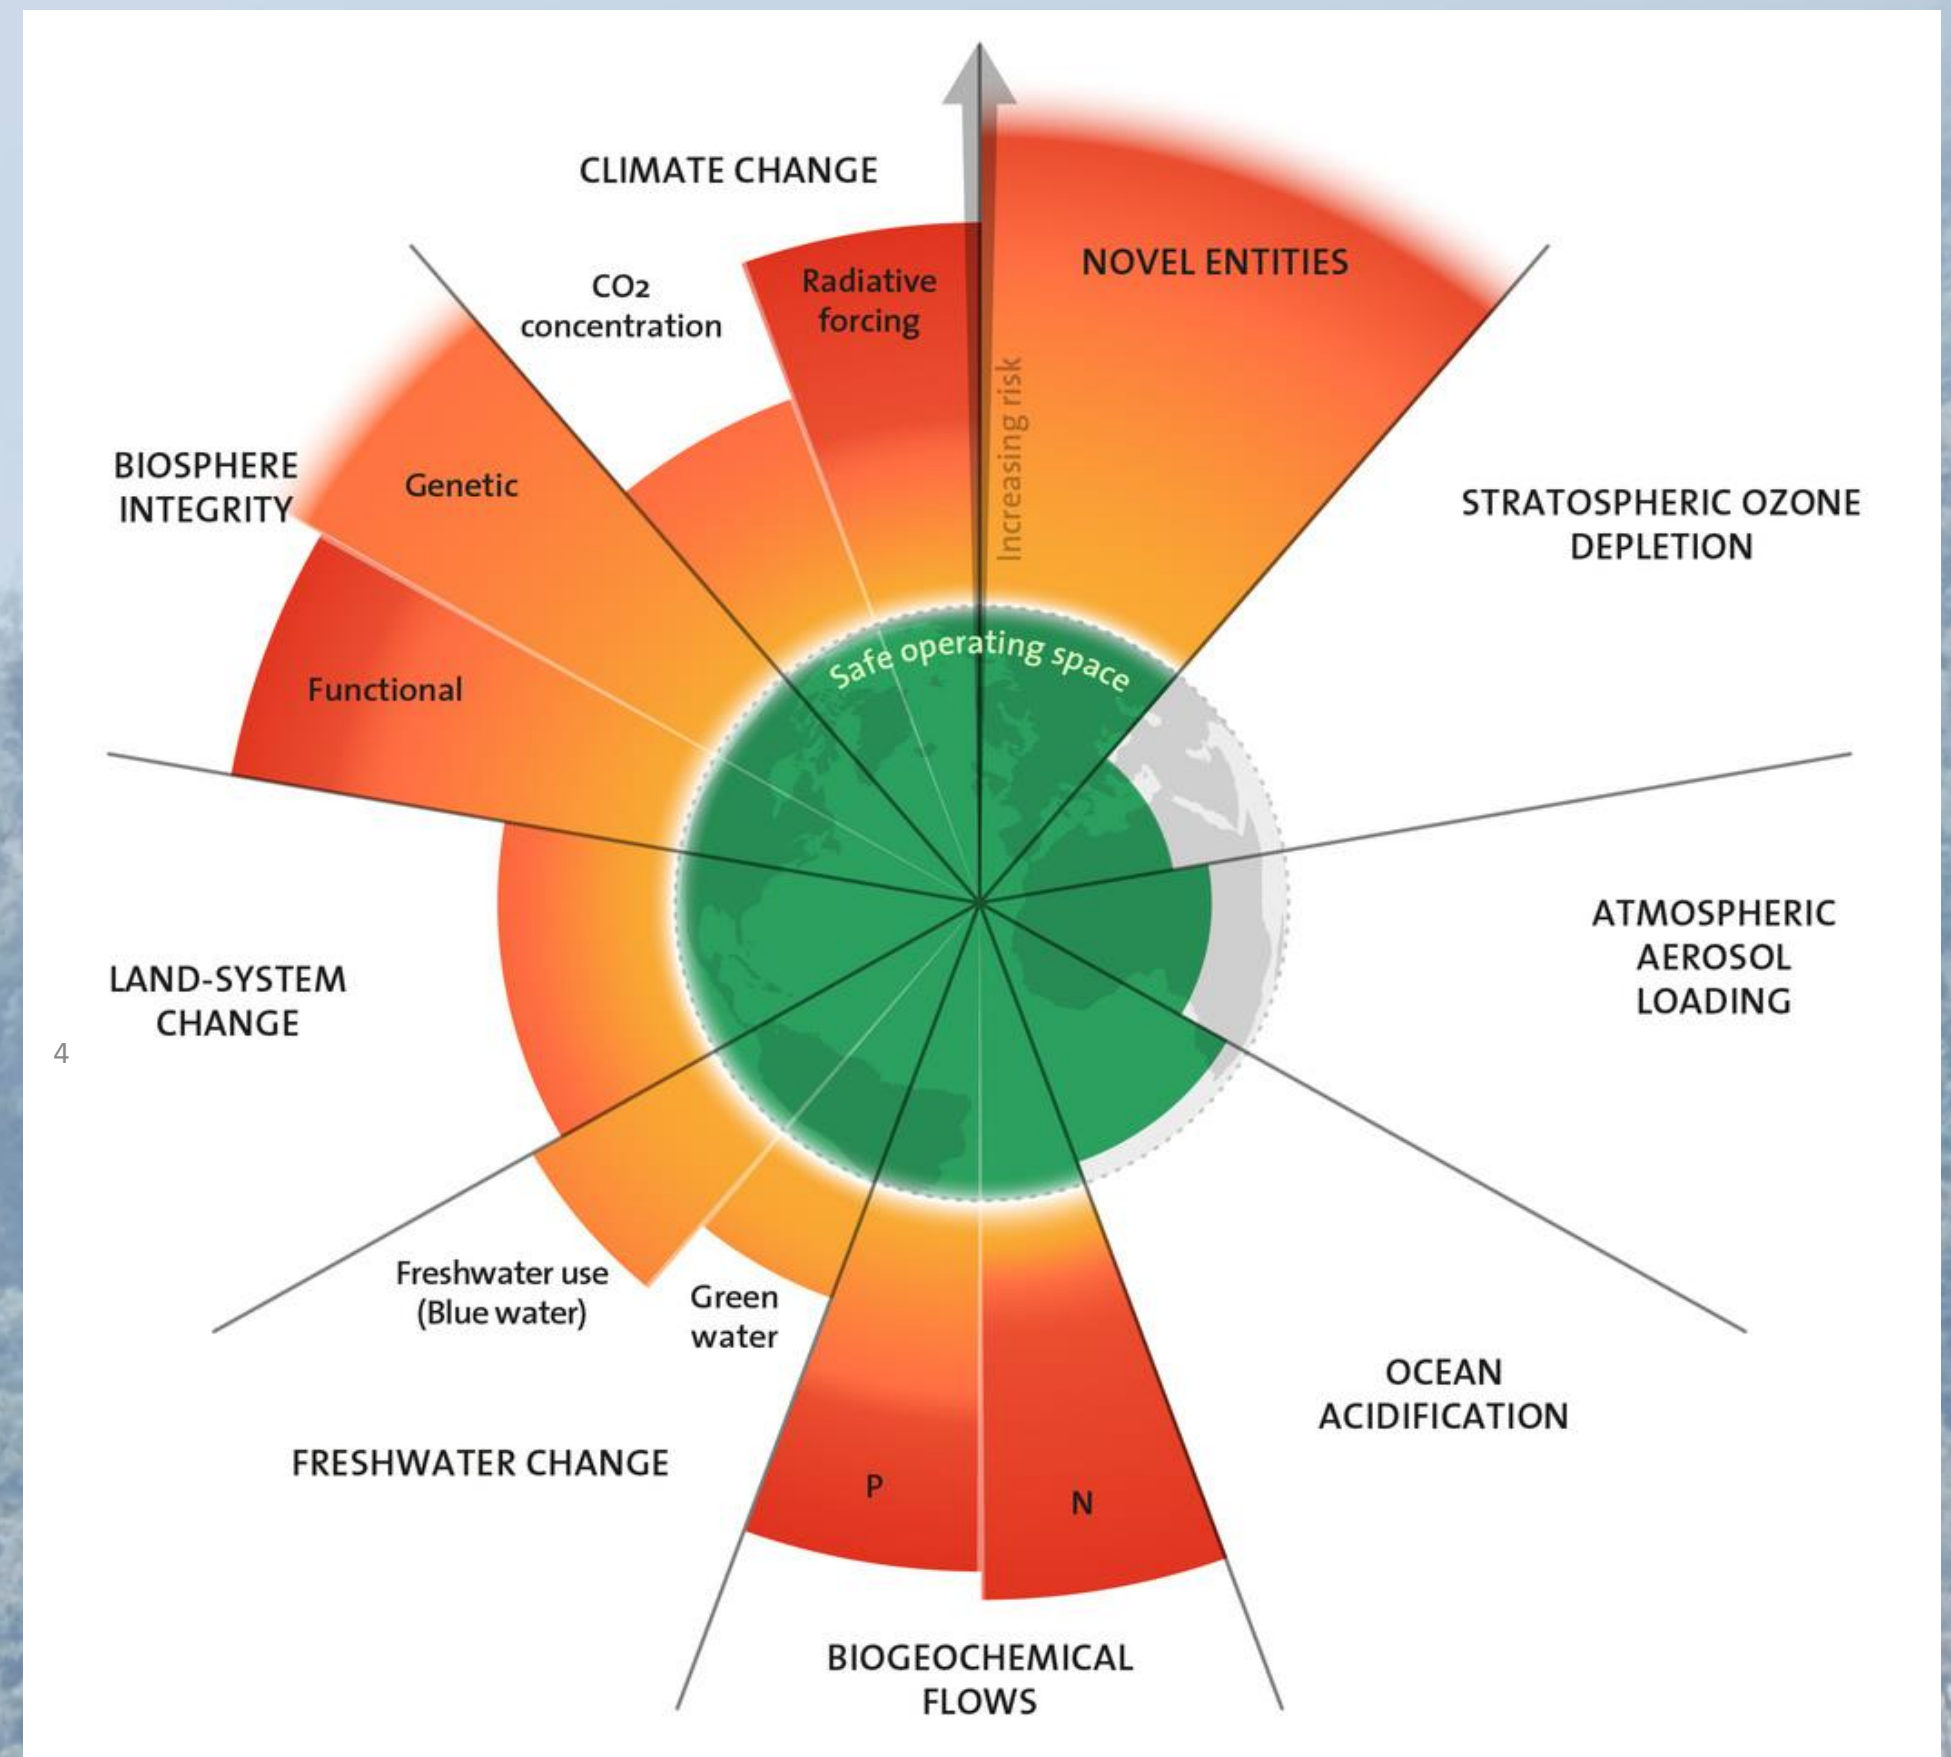 CLIMATE CHANGE
CO2
concentration
Radiative
forcing
NOVEL ENTITIES
Increasing risk
STRATOSPHERIC OZONE
DEPLETION
BIOSPHERE
INTEGRITY
Genetic
Functional
Safe operating space
ATMOSPHERIC
AEROSOL
LOADING
LAND-SYSTEM
CHANGE
4
Freshwater use
(Blue water)
Green
water
FRESHWATER CHANGE
OCEAN
ACIDIFICATION
P
N
BIOGEOCHEMICAL
FLOWS